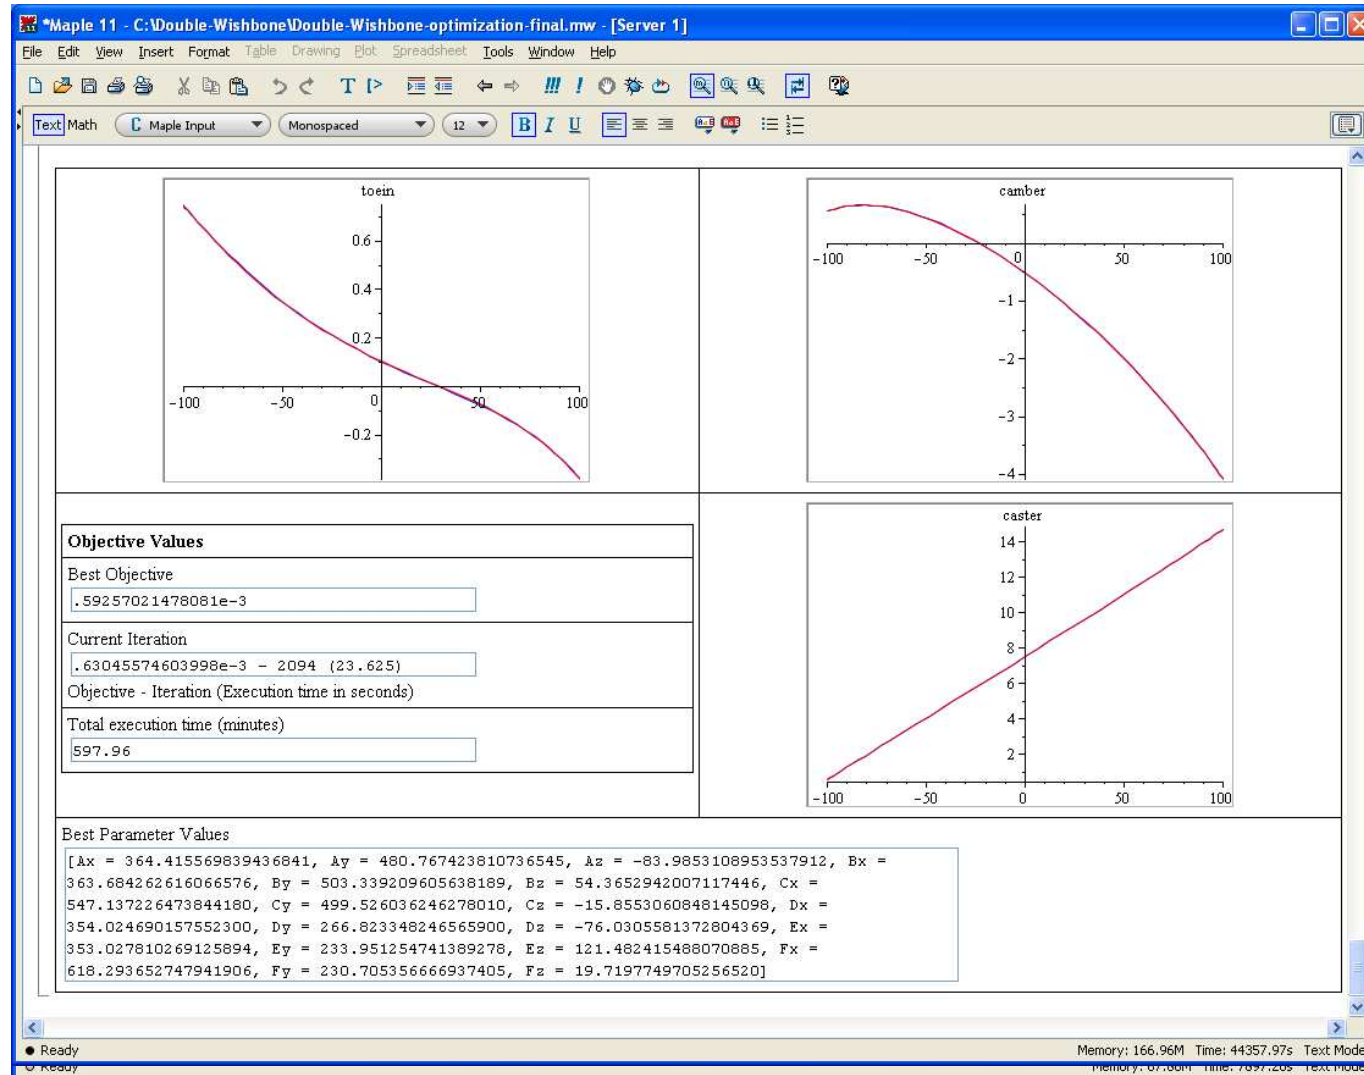 *Maple 11 - C:\Double-Wishbone\Double-Wishbone-optimization-final.mw - [Server 1]
File Edit View Insert Format Table Drawing Plot Spreadsheet Tools Window Help
Text Math C Maple Input Monospaced 12 B I U
toein
0.6
0.4
0.2
-100 -50 0 50 100
-0.2
camber
-100 -50 0 50 100
-1
-2
-3
-4
Objective Values
Best Objective
.59257021478081e-3
Current Iteration
.63045574603998e-3 - 2094 (23.625)
Objective - Iteration (Execution time in seconds)
Total execution time (minutes)
597.96
caster
14
12
10
8
6
4
2
-100 -50 0 50 100
Best Parameter Values
[Ax = 364.415569839436841, Ay = 480.767423810736545, Az = -83.9853108953537912, Bx =
363.684262616066576, By = 503.339209605638189, Bz = 54.3652942007117446, Cx =
547.137226473844180, Cy = 499.526036246278010, Cz = -15.8553060848145098, Dx =
354.024690157552300, Dy = 266.823348246565900, Dz = -76.0305581372804369, Ex =
353.027810269125894, Ey = 233.951254741389278, Ez = 121.482415488070885, Fx =
618.293652747941906, Fy = 230.705356666937405, Fz = 19.7197749705256520]
Ready Memory: 166.96M Time: 44357.97s Text Mode